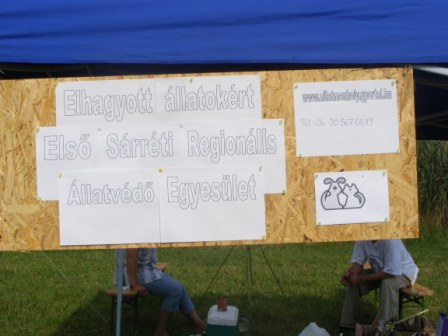 Elhagyott állatokért
Első Sárréti Regionális
Állatvédő Egyesület